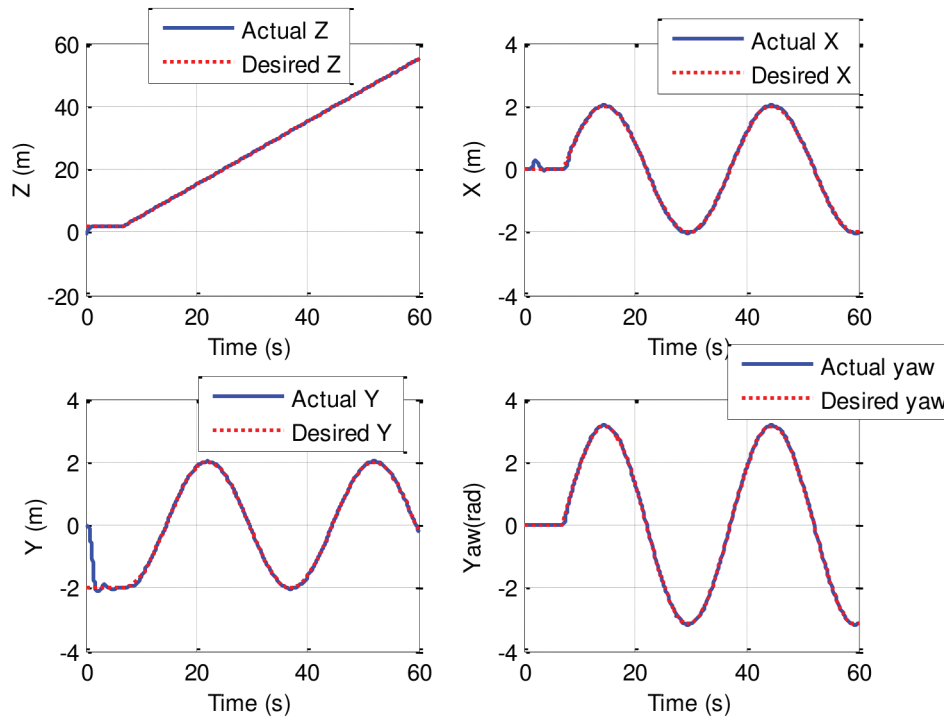 Actual Z
Desired Z
60
40
20
0
-20
Z (m)
0 20 40 60
Time (s)
Actual X
Desired X
4
2
0
-2
-4
X (m)
0 20 40 60
Time (s)
Actual Y
Desired Y
4
2
0
-2
-4
Y (m)
0 20 40 60
Time (s)
Actual yaw
Desired yaw
4
2
0
-2
-4
Yaw(rad)
0 20 40 60
Time (s)